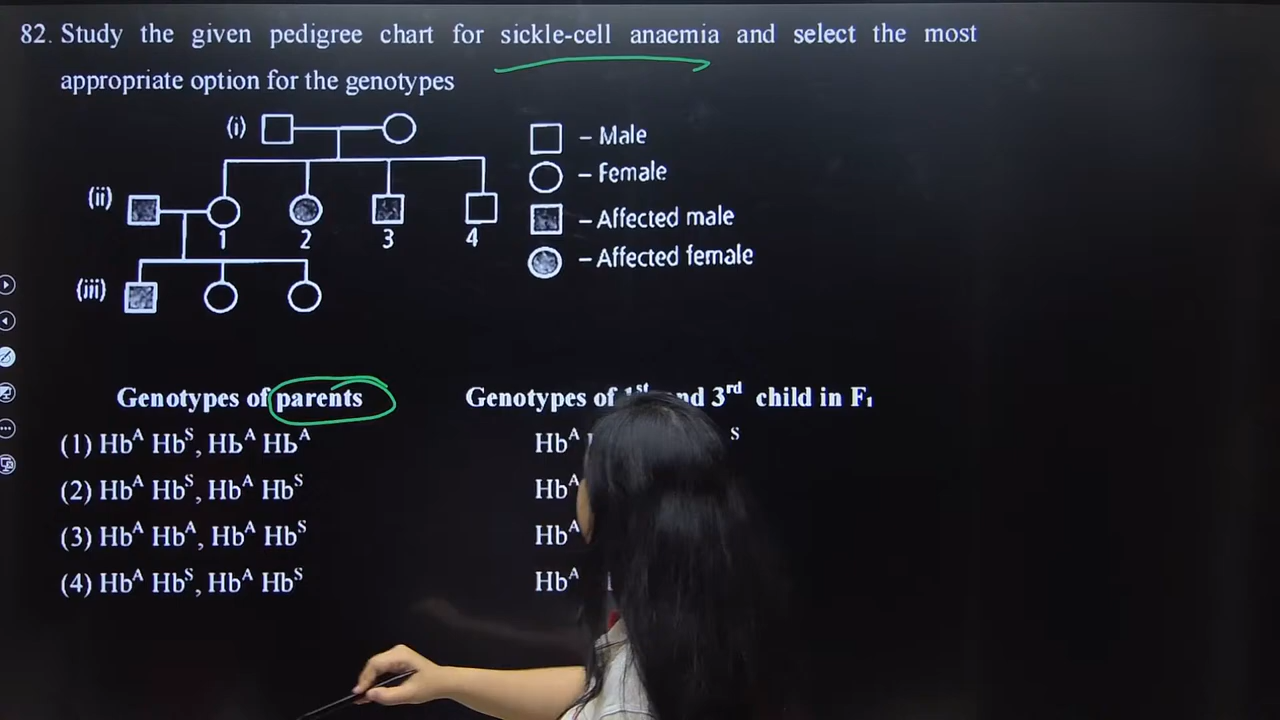 82. Study the given pedigree chart for sickle-cell anaemia and select the most
appropriate option for the genotypes
(i)
– Male
– Female
(ii)
– Affected male
1 2 3 4
– Affected female
(iii)
Genotypes of parents
Genotypes of 1st and 3rd child in F₁
(1) Hbᴬ Hbˢ, Hbᴬ Hbᴬ
Hbᴬ S
(2) Hbᴬ Hbˢ, Hbᴬ Hbˢ
Hbᴬ
(3) Hbᴬ Hbᴬ, Hbᴬ Hbˢ
Hbᴬ
(4) Hbᴬ Hbˢ, Hbᴬ Hbˢ
Hbᴬ